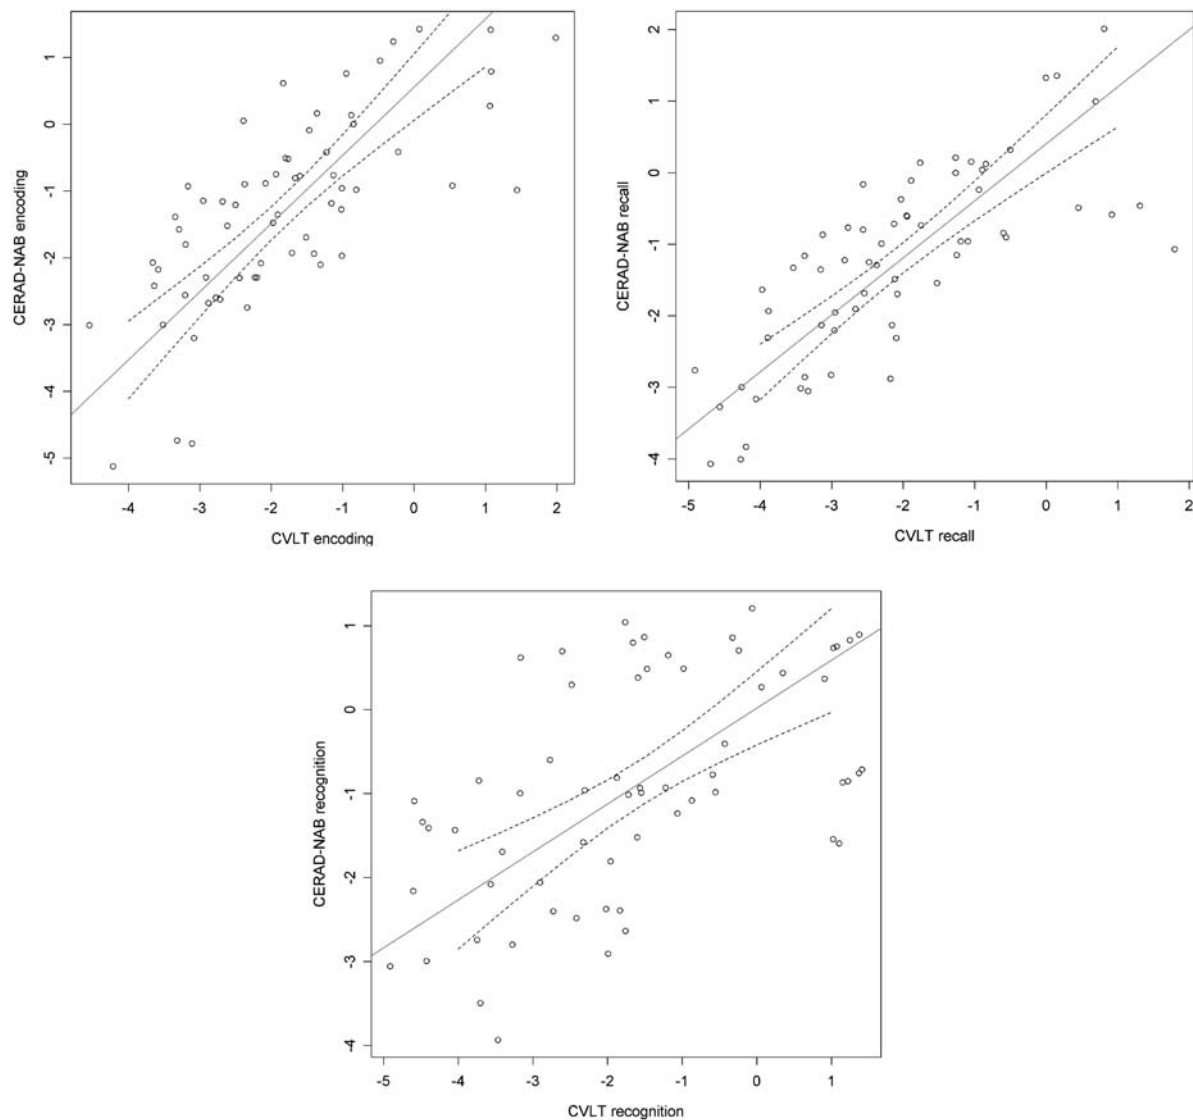 1
0
-1
-2
-3
-4
-5
CERAD-NAB encoding
-4 -3 -2 -1 0 1 2
CVLT encoding
2
1
0
-1
-2
-3
-4
CERAD-NAB recall
-5 -4 -3 -2 -1 0 1 2
CVLT recall
1
0
-1
-2
-3
-4
CERAD-NAB recognition
-5 -4 -3 -2 -1 0 1
CVLT recognition